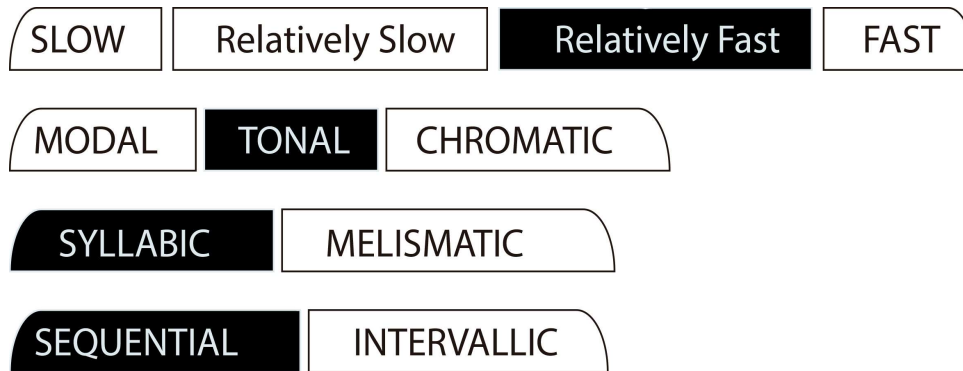 SLOW Relatively Slow Relatively Fast FAST
MODAL TONAL CHROMATIC
SYLLABIC MELISMATIC
SEQUENTIAL INTERVALLIC